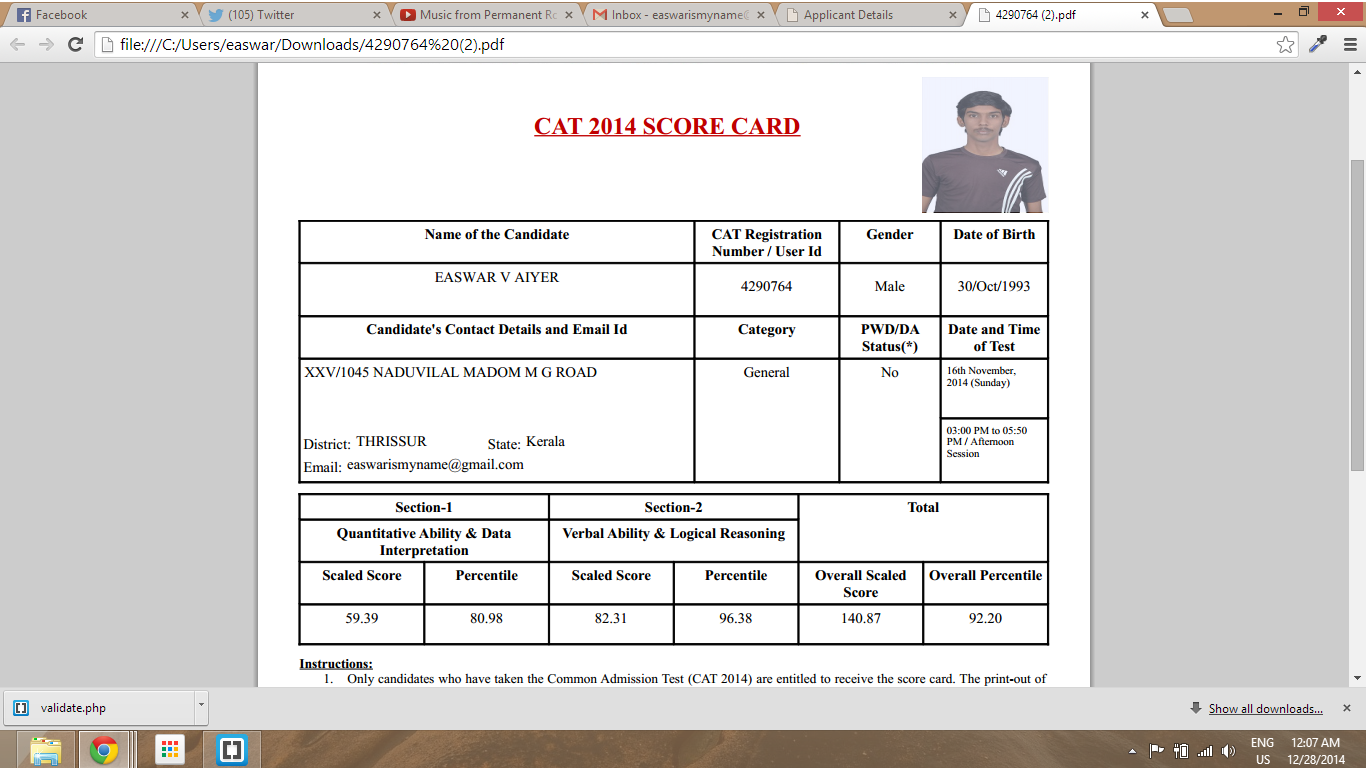 Facebook
(105) Twitter
Music from Permanent Ro
Inbox - easwarismyname@
Applicant Details
4290764 (2).pdf
file:///C:/Users/easwar/Downloads/4290764%20(2).pdf
CAT 2014 SCORE CARD
Name of the Candidate
CAT Registration
Number / User Id
Gender
Date of Birth
EASWAR V AIYER
4290764
Male
30/Oct/1993
Candidate's Contact Details and Email Id
Category
PWD/DA
Status(*)
Date and Time
of Test
XXV/1045 NADUVILAL MADOM M G ROAD
General
No
16th November,
2014 (Sunday)
03:00 PM to 05:50
PM / Afternoon
Session
District: THRISSUR State: Kerala
Email: easwarismyname@gmail.com
Section-1
Section-2
Total
Quantitative Ability & Data
Interpretation
Verbal Ability & Logical Reasoning
Scaled Score
Percentile
Scaled Score
Percentile
Overall Scaled
Score
Overall Percentile
59.39
80.98
82.31
96.38
140.87
92.20
Instructions:
1. Only candidates who have taken the Common Admission Test (CAT 2014) are entitled to receive the score card. The print-out of
validate.php
Show all downloads...
ENG
US
12:07 AM
12/28/2014